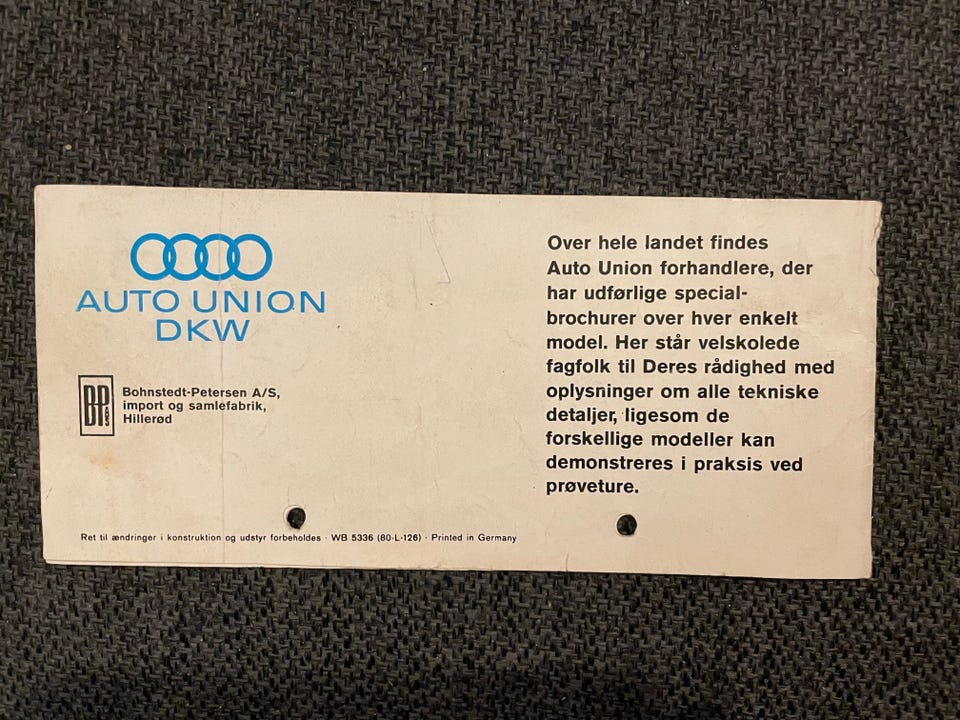 AUTO UNION
DKW
BP A/S
Bohnstedt-Petersen A/S,
import og samlefabrik,
Hillerød
Ret til ændringer i konstruktion og udstyr forbeholdes · WB 5336 (80-L-126) · Printed in Germany
Over hele landet findes
Auto Union forhandlere, der
har udførlige special-
brochurer over hver enkelt
model. Her står velskolede
fagfolk til Deres rådighed med
oplysninger om alle tekniske
detaljer, ligesom de
forskellige modeller kan
demonstreres i praksis ved
prøveture.